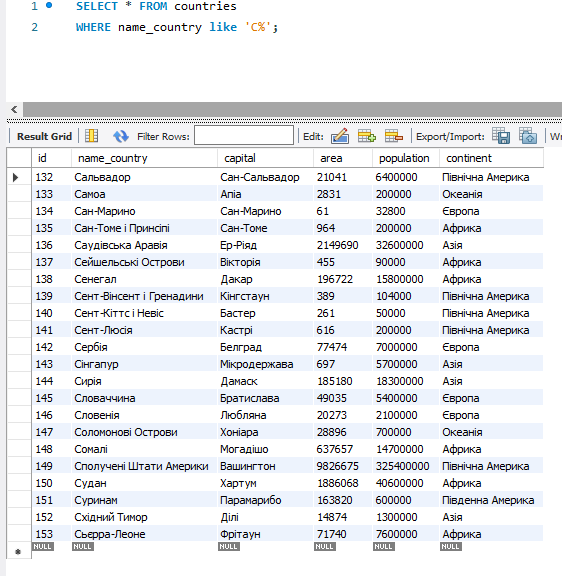 1 SELECT * FROM countries
2 WHERE name_country like 'С%';
Result Grid Filter Rows: Edit: Export/Import: Wr
id name_country capital area population continent
132 Сальвадор Сан-Сальвадор 21041 6400000 Північна Америка
133 Самоа Апіа 2831 200000 Океанія
134 Сан-Марино Сан-Марино 61 32800 Європа
135 Сан-Томе і Принсіпі Сан-Томе 964 200000 Африка
136 Саудівська Аравія Ер-Ріяд 2149690 32600000 Азія
137 Сейшельські Острови Вікторія 455 90000 Африка
138 Сенегал Дакар 196722 15800000 Африка
139 Сент-Вінсент і Гренадини Кінгстаун 389 104000 Північна Америка
140 Сент-Кіттс і Невіс Бастер 261 50000 Північна Америка
141 Сент-Люсія Кастрі 616 200000 Північна Америка
142 Сербія Белград 77474 7000000 Європа
143 Сінгапур Мікродержава 697 5700000 Азія
144 Сирія Дамаск 185180 18300000 Азія
145 Словаччина Братислава 49035 5400000 Європа
146 Словенія Любляна 20273 2100000 Європа
147 Соломонові Острови Хоніара 28896 700000 Океанія
148 Сомалі Могадішо 637657 14700000 Африка
149 Сполучені Штати Америки Вашингтон 9826675 325400000 Північна Америка
150 Судан Хартум 1886068 40600000 Африка
151 Суринам Парамарибо 163820 600000 Південна Америка
152 Східний Тимор Ділі 14874 1300000 Азія
153 Сьєрра-Леоне Фрітаун 71740 7600000 Африка
NULL NULL NULL NULL NULL NULL